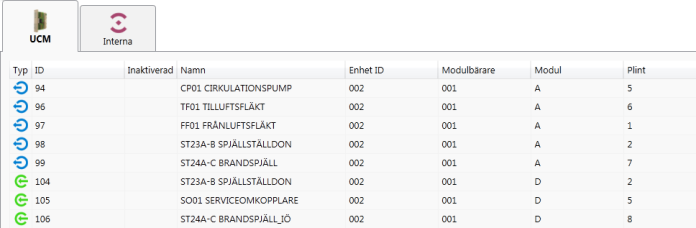 UCM
Interna
Typ ID Inaktiverad Namn Enhet ID Modulbärare Modul Plint
94 CP01 CIRKULATIONSPUMP 002 001 A 5
96 TF01 TILLUFTSFLÄKT 002 001 A 6
97 FF01 FRÅNLUFTSFLÄKT 002 001 A 1
98 ST23A-B SPJÄLLSTÄLLDON 002 001 A 2
99 ST24A-C BRANDSPJÄLL 002 001 A 7
104 ST23A-B SPJÄLLSTÄLLDON 002 001 D 2
105 SO01 SERVICEOMKOPPLARE 002 001 D 5
106 ST24A-C BRANDSPJÄLL_IÖ 002 001 D 8